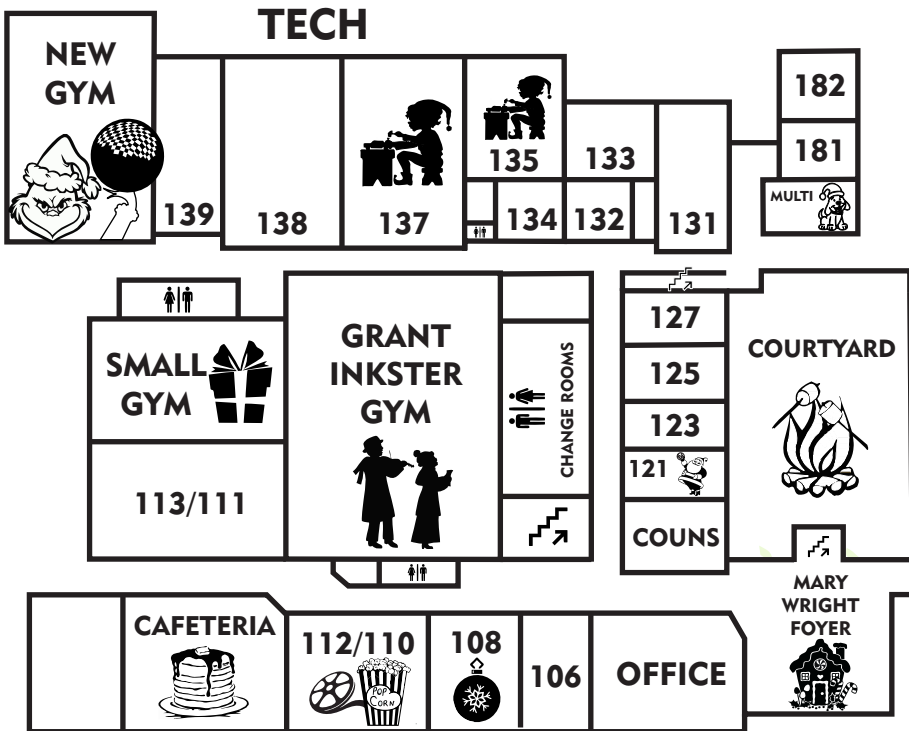 TECH
NEW
GYM
139
138
137
135
133
134
132
131
182
181
MULTI
SMALL
GYM
113/111
GRANT
INKSTER
GYM
CHANGE ROOMS
127
125
123
121
COUNS
COURTYARD
MARY
WRIGHT
FOYER
CAFETERIA
112/110
POP
CORN
108
106
OFFICE